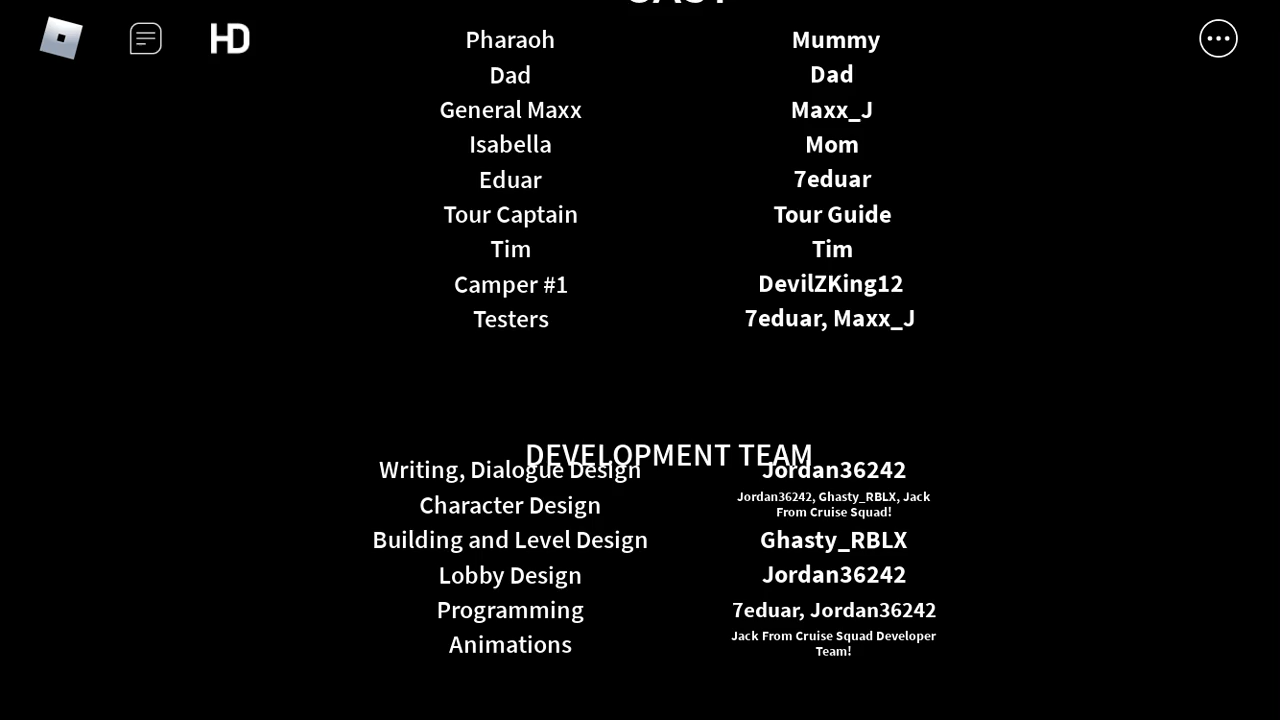 CAST
HD
Pharaoh Mummy
Dad Dad
General Maxx Maxx_J
Isabella Mom
Eduar 7eduar
Tour Captain Tour Guide
Tim Tim
Camper #1 DevilZKing12
Testers 7eduar, Maxx_J
DEVELOPMENT TEAM
Writing, Dialogue Design Jordan36242
Character Design Jordan36242, Ghasty_RBLX, Jack
From Cruise Squad!
Building and Level Design Ghasty_RBLX
Lobby Design Jordan36242
Programming 7eduar, Jordan36242
Animations Jack From Cruise Squad Developer
Team!